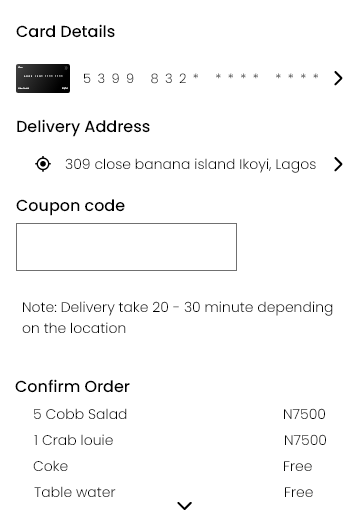 Card Details
5399 832* **** ****
Delivery Address
309 close banana island Ikoyi, Lagos
Coupon code
Note: Delivery take 20 - 30 minute depending
on the location
Confirm Order
5 Cobb Salad N7500
1 Crab louie N7500
Coke Free
Table water Free